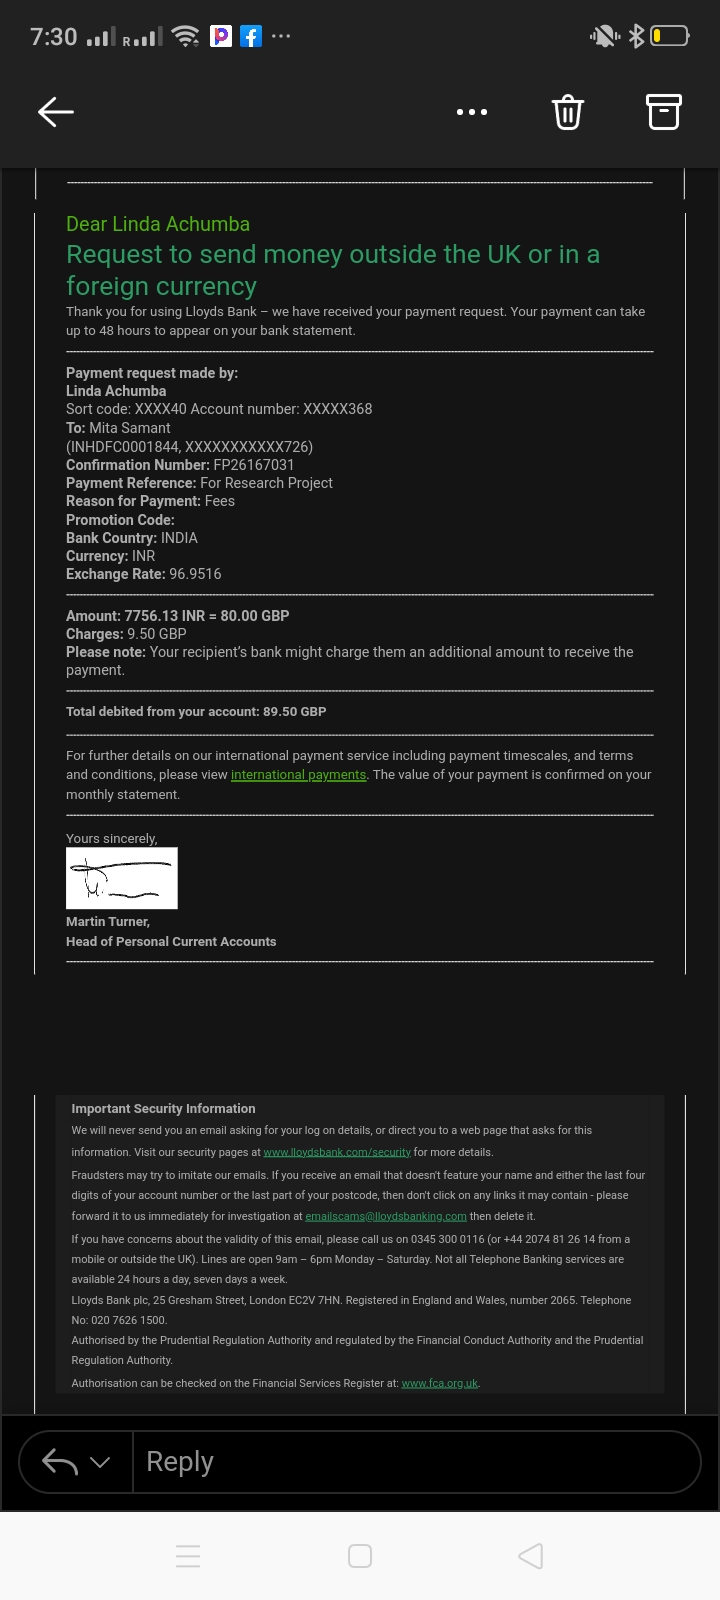 7:30
R
Dear Linda Achumba
Request to send money outside the UK or in a
foreign currency
Thank you for using Lloyds Bank – we have received your payment request. Your payment can take
up to 48 hours to appear on your bank statement.
Payment request made by:
Linda Achumba
Sort code: XXXX40 Account number: XXXXX368
To: Mita Samant
(INHDFC0001844, XXXXXXXXXXX726)
Confirmation Number: FP26167031
Payment Reference: For Research Project
Reason for Payment: Fees
Promotion Code:
Bank Country: INDIA
Currency: INR
Exchange Rate: 96.9516
Amount: 7756.13 INR = 80.00 GBP
Charges: 9.50 GBP
Please note: Your recipient's bank might charge them an additional amount to receive the
payment.
Total debited from your account: 89.50 GBP
For further details on our international payment service including payment timescales, and terms
and conditions, please view international payments. The value of your payment is confirmed on your
monthly statement.
Yours sincerely,
Martin Turner,
Head of Personal Current Accounts
Important Security Information
We will never send you an email asking for your log on details, or direct you to a web page that asks for this
information. Visit our security pages at www.lloydsbank.com/security for more details.
Fraudsters may try to imitate our emails. If you receive an email that doesn't feature your name and either the last four
digits of your account number or the last part of your postcode, then don't click on any links it may contain - please
forward it to us immediately for investigation at emailscams@lloydsbanking.com then delete it.
If you have concerns about the validity of this email, please call us on 0345 300 0116 (or +44 2074 81 26 14 from a
mobile or outside the UK). Lines are open 9am – 6pm Monday – Saturday. Not all Telephone Banking services are
available 24 hours a day, seven days a week.
Lloyds Bank plc, 25 Gresham Street, London EC2V 7HN. Registered in England and Wales, number 2065. Telephone
No: 020 7626 1500.
Authorised by the Prudential Regulation Authority and regulated by the Financial Conduct Authority and the Prudential
Regulation Authority.
Authorisation can be checked on the Financial Services Register at: www.fca.org.uk.
Reply